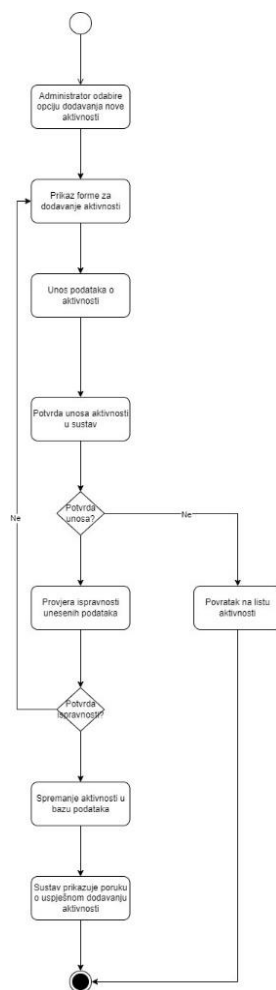 Administrator odabire
opciju dodavanja nove
aktivnosti
Prikaz forme za
dodavanje aktivnosti
Unos podataka o
aktivnosti
Potvrda unosa aktivnosti
u sustav
Potvrda
unosa?
Ne
Ne
Provjera ispravnosti
unesenih podataka
Povratak na listu
aktivnosti
Potvrda
ispravnosti?
Spremanje aktivnosti u
bazu podataka
Sustav prikazuje poruku
o uspješnom dodavanju
aktivnosti